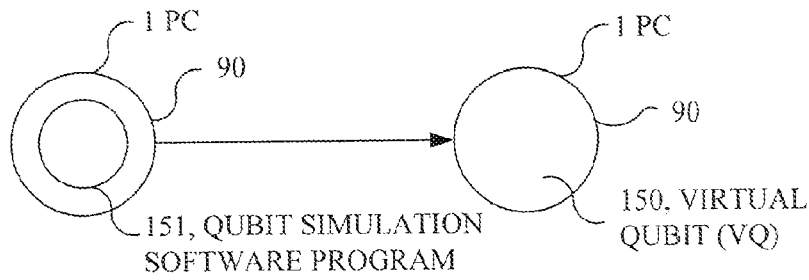 1 PC
90
151, QUBIT SIMULATION
SOFTWARE PROGRAM
1 PC
90
150, VIRTUAL
QUBIT (VQ)